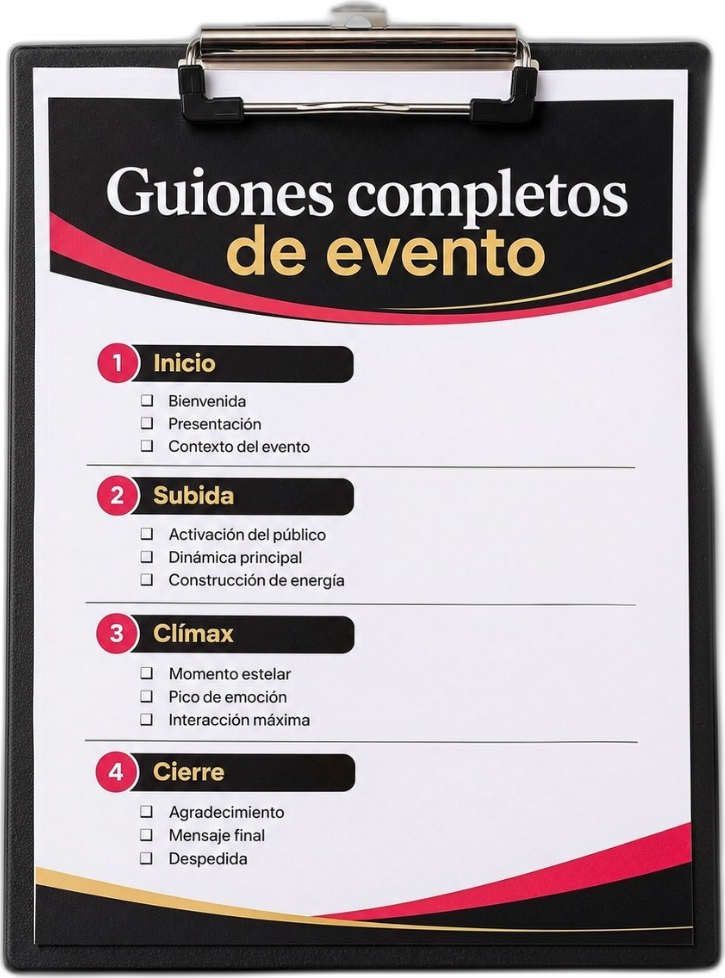 Guiones completos
de evento
1 Inicio
❏ Bienvenida
❏ Presentación
❏ Contexto del evento
2 Subida
❏ Activación del público
❏ Dinámica principal
❏ Construcción de energía
3 Clímax
❏ Momento estelar
❏ Pico de emoción
❏ Interacción máxima
4 Cierre
❏ Agradecimiento
❏ Mensaje final
❏ Despedida